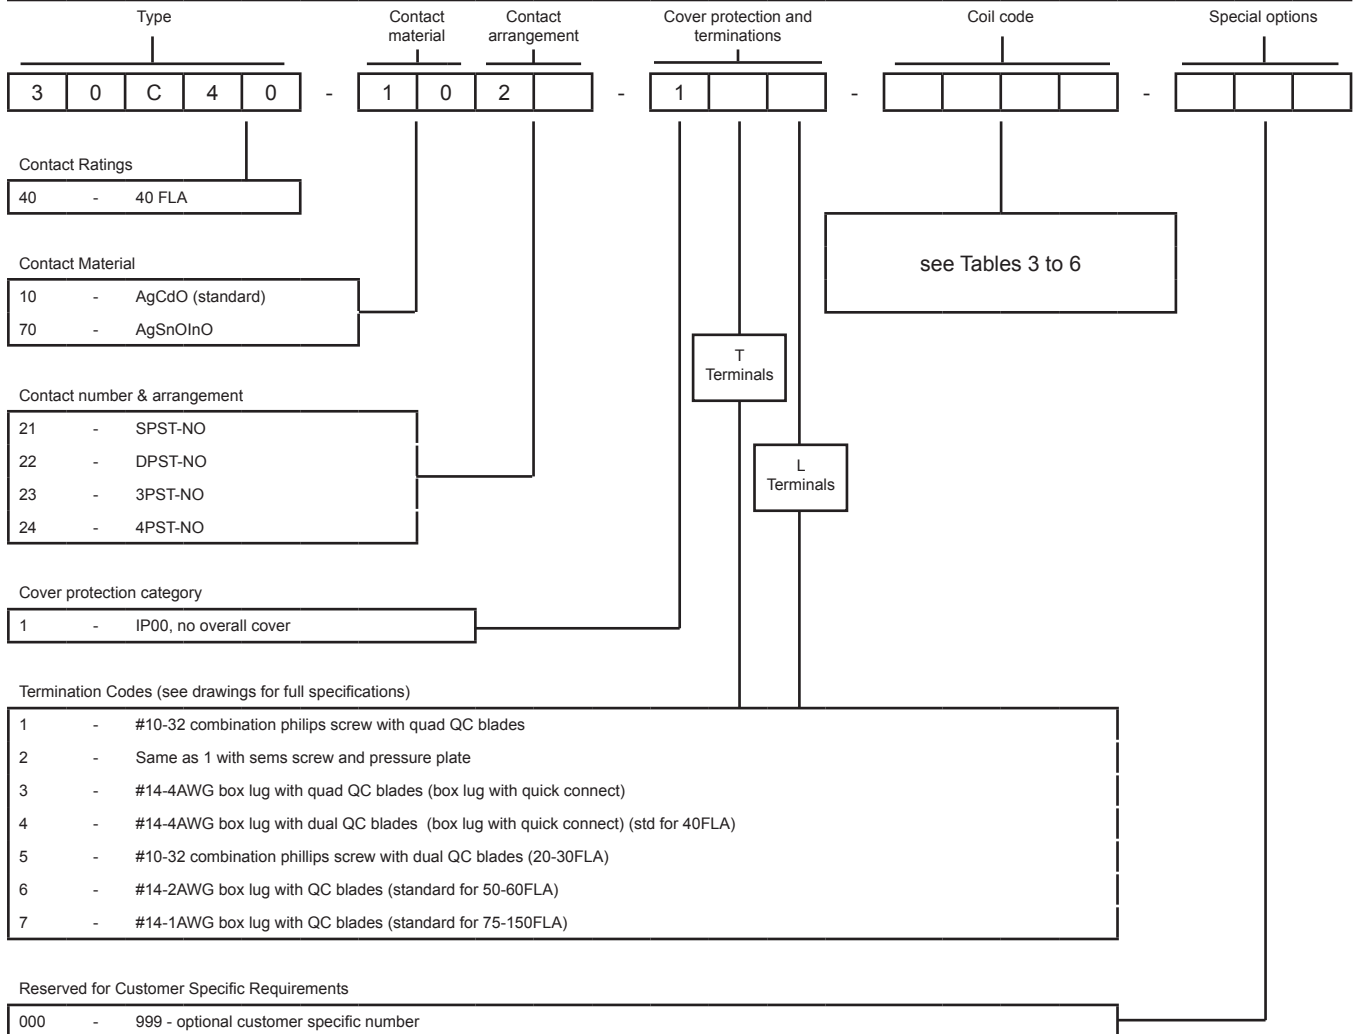 Type
Contact material
Contact arrangement
Cover protection and terminations
Coil code
Special options
3 0 C 4 0 - 1 0 2 - 1 - -
Contact Ratings
40 - 40 FLA
Contact Material
10 - AgCdO (standard)
70 - AgSnOInO
see Tables 3 to 6
T
Terminals
Contact number & arrangement
21 - SPST-NO
22 - DPST-NO
23 - 3PST-NO
24 - 4PST-NO
L
Terminals
Cover protection category
1 - IP00, no overall cover
Termination Codes (see drawings for full specifications)
1 - #10-32 combination philips screw with quad QC blades
2 - Same as 1 with sems screw and pressure plate
3 - #14-4AWG box lug with quad QC blades (box lug with quick connect)
4 - #14-4AWG box lug with dual QC blades (box lug with quick connect) (std for 40FLA)
5 - #10-32 combination phillips screw with dual QC blades (20-30FLA)
6 - #14-2AWG box lug with QC blades (standard for 50-60FLA)
7 - #14-1AWG box lug with QC blades (standard for 75-150FLA)
Reserved for Customer Specific Requirements
000 - 999 - optional customer specific number